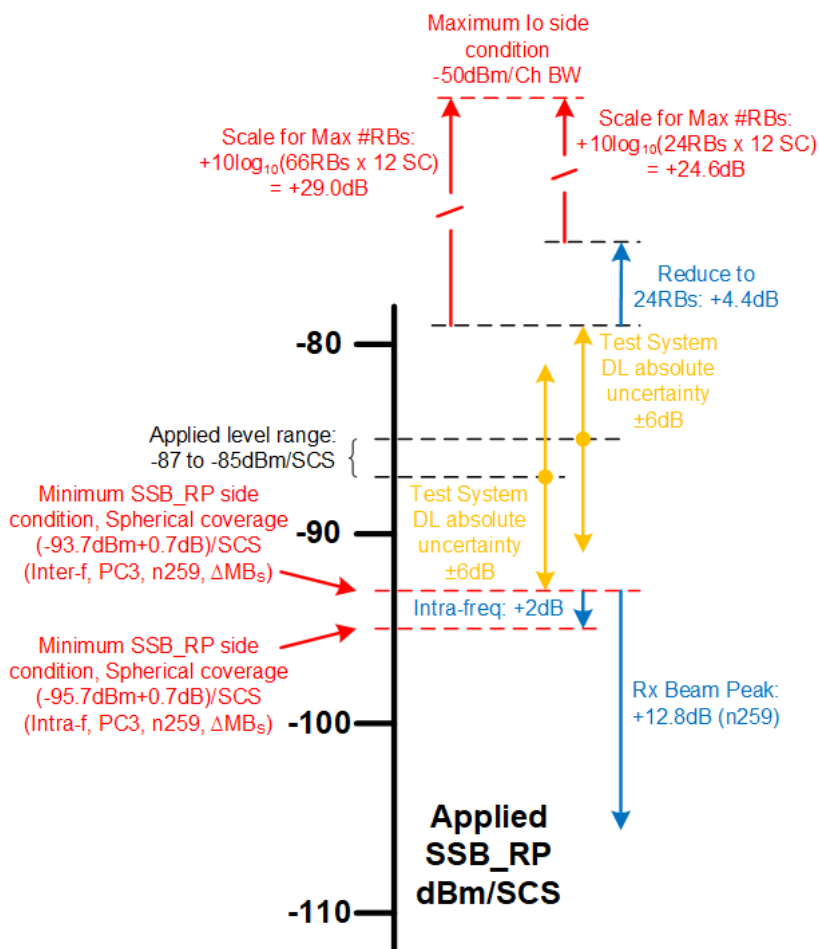 Maximum Io side
condition
-50dBm/Ch BW
Scale for Max #RBs:
+10log₁₀(66RBs x 12 SC)
= +29.0dB
Scale for Max #RBs:
+10log₁₀(24RBs x 12 SC)
= +24.6dB
Reduce to
24RBs: +4.4dB
-80
Test System
DL absolute
uncertainty
±6dB
Applied level range:
-87 to -85dBm/SCS
Minimum SSB_RP side
condition, Spherical coverage
(-93.7dBm+0.7dB)/SCS
(Inter-f, PC3, n259, ΔMBₛ)
-90
Test System
DL absolute
uncertainty
±6dB
Intra-freq: +2dB
Minimum SSB_RP side
condition, Spherical coverage
(-95.7dBm+0.7dB)/SCS
(Intra-f, PC3, n259, ΔMBₛ)
Rx Beam Peak:
+12.8dB (n259)
-100
Applied
SSB_RP
dBm/SCS
-110